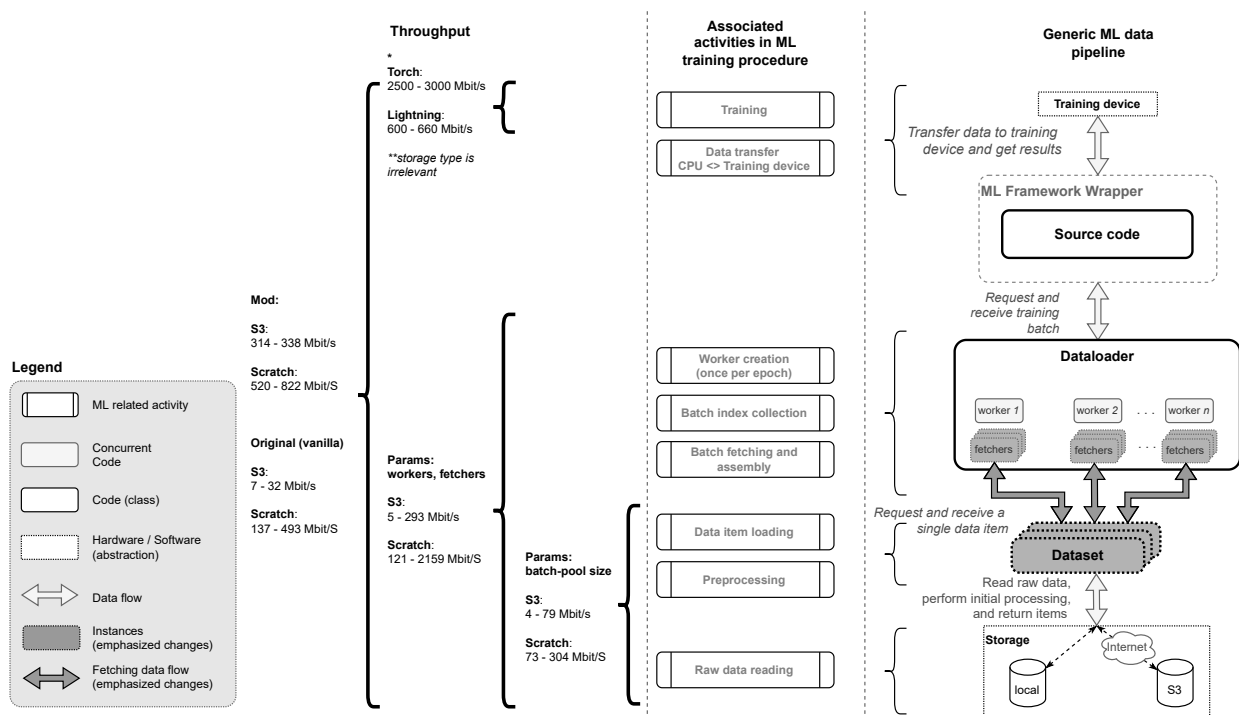 Throughput
*
Torch:
2500 - 3000 Mbit/s
Lightning:
600 - 660 Mbit/s
**storage type is
irrelevant
Mod:
S3:
314 - 338 Mbit/s
Scratch:
520 - 822 Mbit/S
Original (vanilla)
S3:
7 - 32 Mbit/s
Scratch:
137 - 493 Mbit/S
Params:
workers, fetchers
S3:
5 - 293 Mbit/s
Scratch:
121 - 2159 Mbit/S
Params:
batch-pool size
S3:
4 - 79 Mbit/s
Scratch:
73 - 304 Mbit/S
Legend
ML related activity
Concurrent
Code
Code (class)
Hardware / Software
(abstraction)
Data flow
Instances
(emphasized changes)
Fetching data flow
(emphasized changes)
Associated
activities in ML
training procedure
Training
Data transfer
CPU <> Training device
Worker creation
(once per epoch)
Batch index collection
Batch fetching and
assembly
Data item loading
Preprocessing
Raw data reading
Generic ML data
pipeline
Training device
Transfer data to training
device and get results
ML Framework Wrapper
Source code
Request and
receive training
batch
Dataloader
worker 1
worker 2
. . .
worker n
fetchers
fetchers
. . .
fetchers
Request and receive a
single data item
Dataset
Read raw data,
perform initial processing,
and return items
Storage
Internet
local
S3